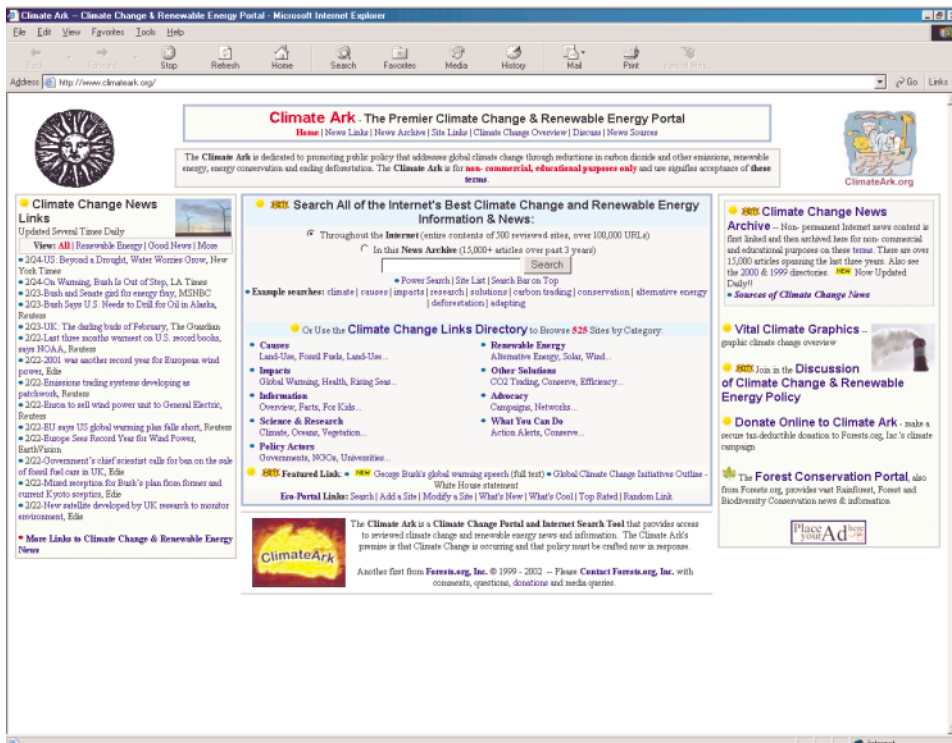 Climate Ark -- Climate Change & Renewable Energy Portal - Microsoft Internet Explorer
File Edit View Favorites Tools Help
Back Forward Stop Refresh Home Search Favorites Media History Mail Print
Address http://www.climateark.org/ Go Links
Climate Ark - The Premier Climate Change & Renewable Energy Portal
Home | News Links | News Archive | Site Links | Climate Change Overview | Discuss | News Sources
The Climate Ark is dedicated to promoting public policy that addresses global climate change through reductions in carbon dioxide and other emissions, renewable
energy, energy conservation and ending deforestation. The Climate Ark is for non- commercial, educational purposes only and use signifies acceptance of these
terms.
ClimateArk.org
Climate Change News
Links
Updated Several Times Daily
View: All | Renewable Energy | Good News | More
2/24-US: Beyond a Drought, Water Worries Grow, New
York Times
2/24-On Warming, Bush Is Out of Step, LA Times
2/23-Bush and Senate gird for energy fray, MSNBC
2/23-Bush Says U.S. Needs to Drill for Oil in Alaska,
Reuters
2/23-UK: The darling buds of February, The Guardian
2/22-Last three months warmest on U.S. record books,
says NOAA, Reuters
2/22-2001 was another record year for European wind
power, Edie
2/22-Emissions trading systems developing as
patchwork, Reuters
2/22-Enron to sell wind power unit to General Electric,
Reuters
2/22-EU says US global warming plan falls short, Reuters
2/22-Europe Sees Record Year for Wind Power,
EarthVision
2/22-Government's chief scientist calls for ban on the sale
of fossil fuel cars in UK, Edie
2/22-Mixed reception for Bush's plan from former and
current Kyoto sceptics, Edie
2/22-New satellite developed by UK research to monitor
environment, Edie
More Links to Climate Change & Renewable Energy
News
Search All of the Internet's Best Climate Change and Renewable Energy
Information & News:
Throughout the Internet (entire contents of 500 reviewed sites, over 100,000 URLs)
In this News Archive (15,000+ articles over past 3 years)
Search
Power Search | Site List | Search Bar on Top
Example searches: climate | causes | impacts | research | solutions | carbon trading | conservation | alternative energy
| deforestation | adapting
Or Use the Climate Change Links Directory to Browse 525 Sites by Category:
Causes
Land-Use, Fossil Fuels, Land-Use...
Impacts
Global Warming, Health, Rising Seas...
Information
Overview, Facts, For Kids...
Science & Research
Climate, Oceans, Vegetation...
Policy Actors
Governments, NGOs, Universities...
Renewable Energy
Alternative Energy, Solar, Wind...
Other Solutions
CO2 Trading, Conserve, Efficiency...
Advocacy
Campaigns, Networks...
What You Can Do
Action Alerts, Conserve...
Featured Link: NEW George Bush's global warming speech (full text) Global Climate Change Initiatives Outline -
White House statement
Eco-Portal Links: Search | Add a Site | Modify a Site | What's New | What's Cool | Top Rated | Random Link
ClimateArk
The Climate Ark is a Climate Change Portal and Internet Search Tool that provides access
to reviewed climate change and renewable energy news and information. The Climate Ark's
premise is that Climate Change is occurring and that policy must be crafted now in response.
Another first from Forests.org, Inc. © 1999 - 2002 -- Please Contact Forests.org, Inc. with
comments, questions, donations and media queries.
Climate Change News
Archive -- Non- permanent Internet news content is
first linked and then archived here for non- commercial
and educational purposes on these terms. There are over
15,000 articles spanning the last three years. Also see
the 2000 & 1999 directories. NEW Now Updated
Daily!!
Sources of Climate Change News
Vital Climate Graphics --
graphic climate change overview
Join in the Discussion
of Climate Change & Renewable
Energy Policy
Donate Online to Climate Ark - make a
secure tax-deductible donation to Forests.org, Inc.'s climate
campaign
The Forest Conservation Portal, also
from Forests.org, provides vast Rainforest, Forest and
Biodiversity Conservation news & information
Place your Ad here
Internet